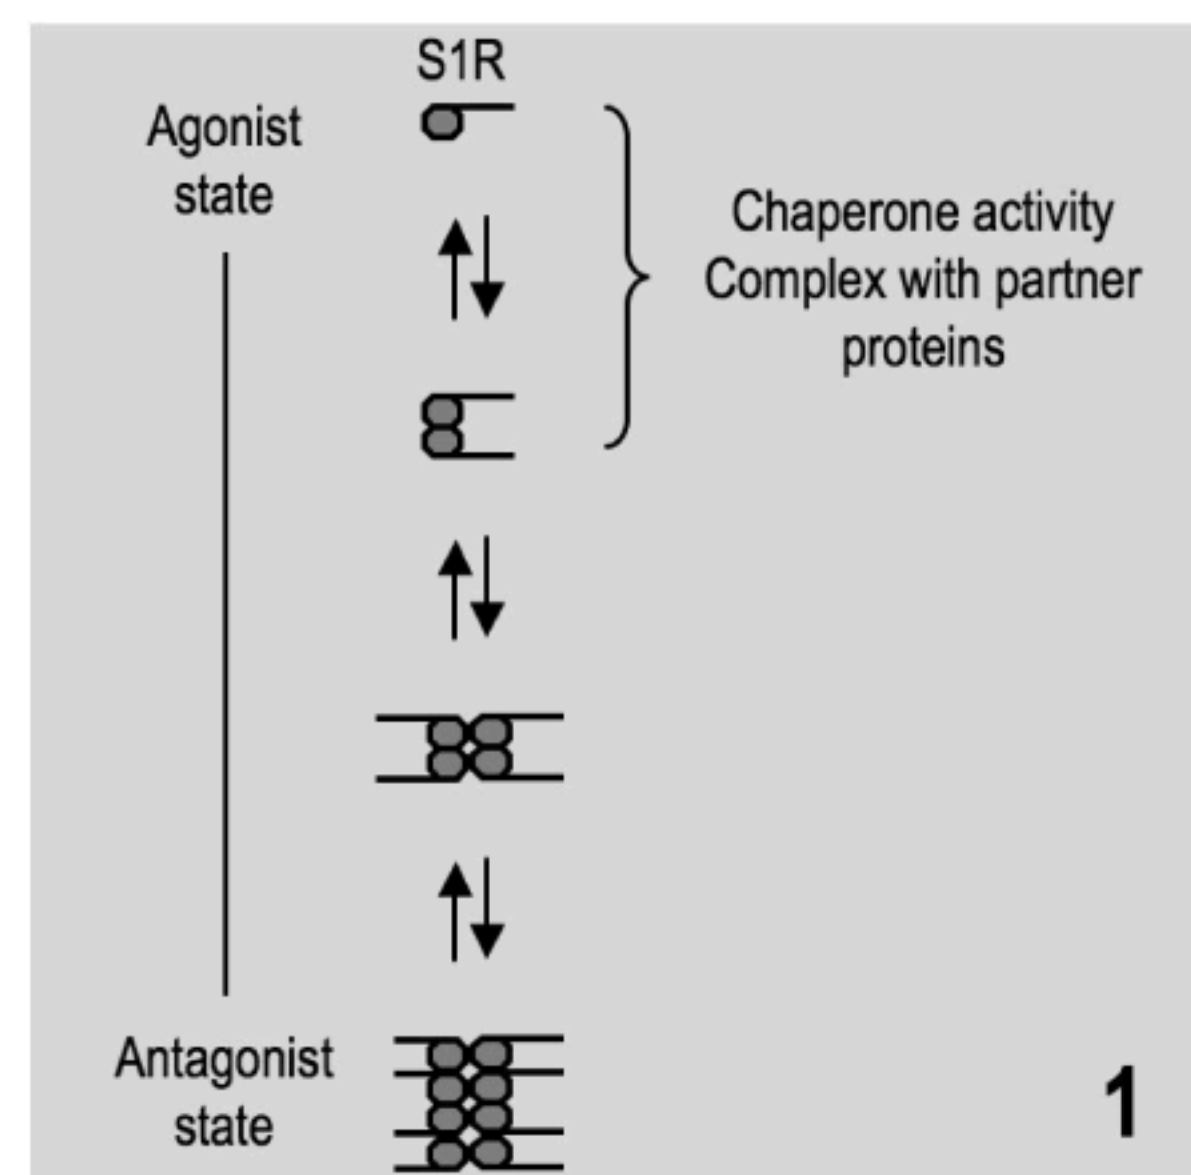 S1R
Agonist
state
Chaperone activity
Complex with partner
proteins
Antagonist
state
1